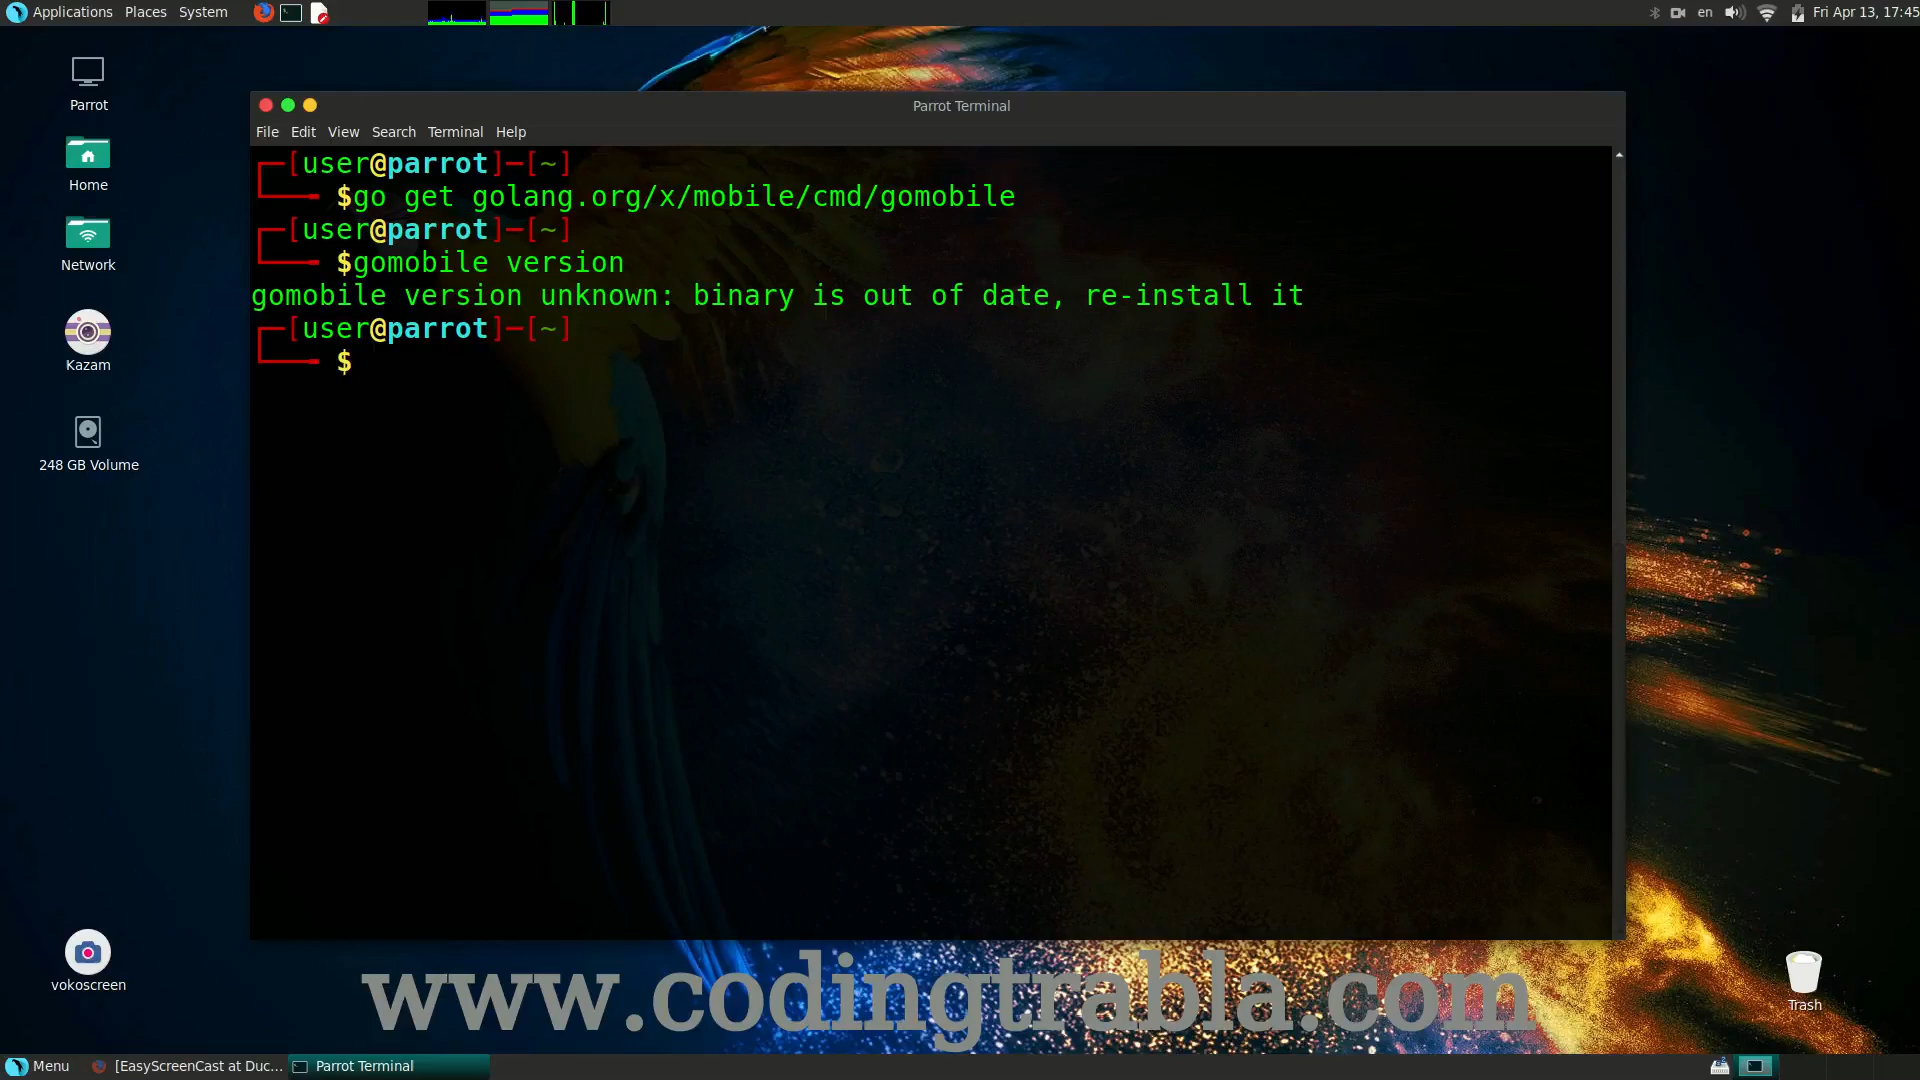 Applications Places System
en Fri Apr 13, 17:45
Parrot Terminal
File Edit View Search Terminal Help
┌─[user@parrot]─[~]
└──╼ $go get golang.org/x/mobile/cmd/gomobile
┌─[user@parrot]─[~]
└──╼ $gomobile version
gomobile version unknown: binary is out of date, re-install it
┌─[user@parrot]─[~]
└──╼ $
Parrot
Home
Network
Kazam
248 GB Volume
vokoscreen
Trash
www.codingtrabla.com
Menu [EasyScreenCast at Duc... Parrot Terminal